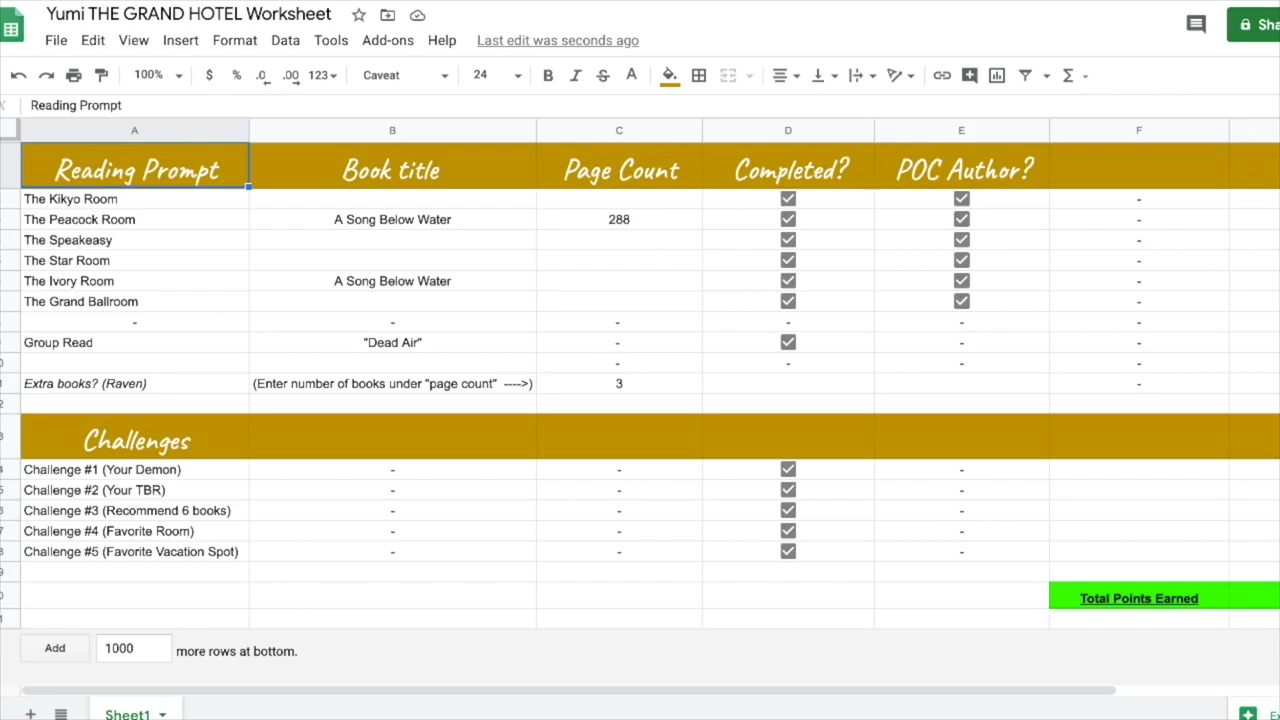 Yumi THE GRAND HOTEL Worksheet
File Edit View Insert Format Data Tools Add-ons Help Last edit was seconds ago
100% $ % .0 .00 123 Caveat 24 B I S A
Reading Prompt
A B C D E F
Reading Prompt Book title Page Count Completed? POC Author?
The Kikyo Room -
The Peacock Room A Song Below Water 288 -
The Speakeasy -
The Star Room -
The Ivory Room A Song Below Water -
The Grand Ballroom -
- - - - - -
Group Read "Dead Air" - - -
- - - -
Extra books? (Raven) (Enter number of books under "page count" ---->) 3 -
Challenges
Challenge #1 (Your Demon) - - -
Challenge #2 (Your TBR) - - -
Challenge #3 (Recommend 6 books) - - -
Challenge #4 (Favorite Room) - - -
Challenge #5 (Favorite Vacation Spot) - - -
Total Points Earned
Add 1000 more rows at bottom.
Sheet1